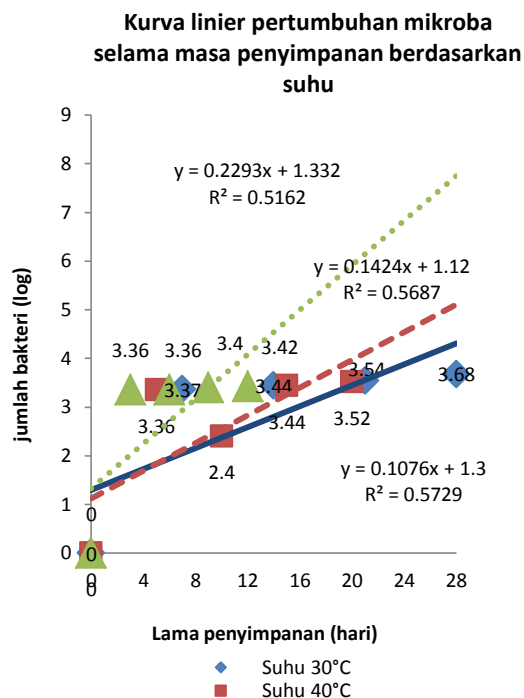 Kurva linier pertumbuhan mikroba
selama masa penyimpanan berdasarkan
suhu
9
8
7
6
5
4
3
2
1
0
jumlah bakteri (log)
y = 0.2293x + 1.332
R² = 0.5162
y = 0.1424x + 1.12
R² = 0.5687
3.36 3.36 3.4 3.42
3.37 3.44 3.54 3.68
3.36 3.44 3.52
2.4
y = 0.1076x + 1.3
R² = 0.5729
0
0
0
0 4 8 12 16 20 24 28
Lama penyimpanan (hari)
Suhu 30°C
Suhu 40°C